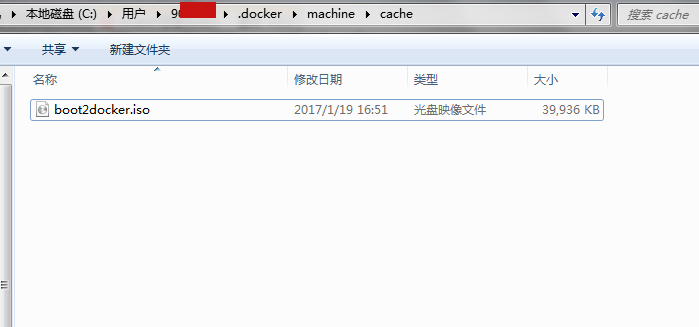 本地磁盘 (C:) 用户 .docker machine cache 搜索 cache
共享 新建文件夹
名称 修改日期 类型 大小
boot2docker.iso 2017/1/19 16:51 光盘映像文件 39,936 KB